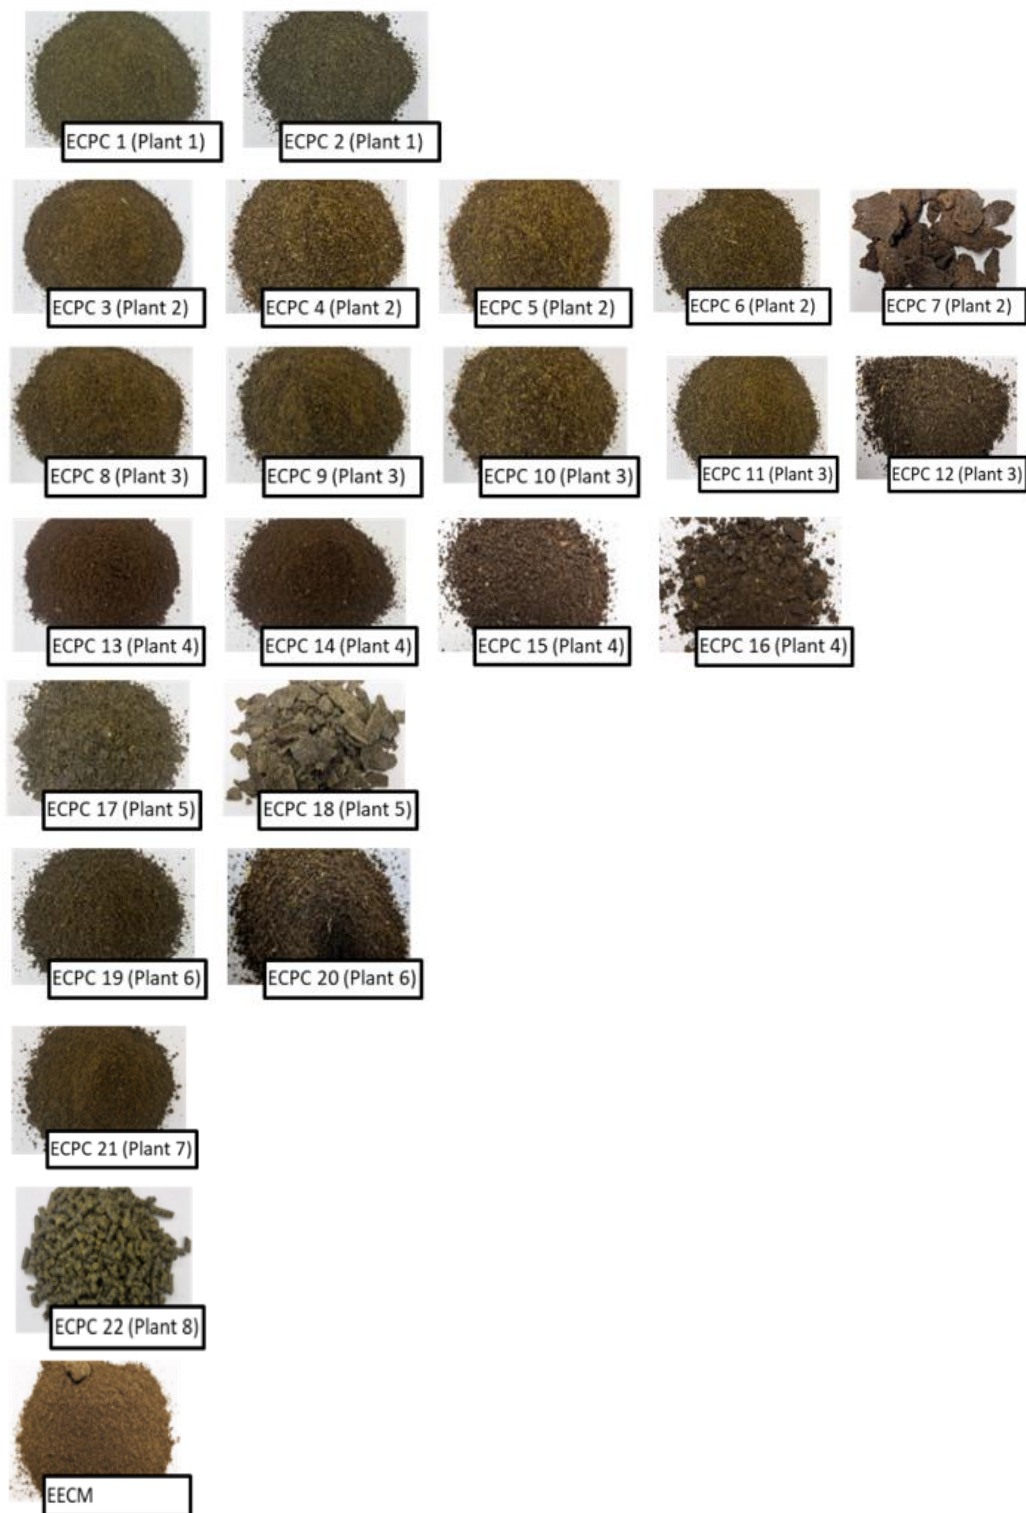 ECPC 1 (Plant 1)
ECPC 2 (Plant 1)
ECPC 3 (Plant 2)
ECPC 4 (Plant 2)
ECPC 5 (Plant 2)
ECPC 6 (Plant 2)
ECPC 7 (Plant 2)
ECPC 8 (Plant 3)
ECPC 9 (Plant 3)
ECPC 10 (Plant 3)
ECPC 11 (Plant 3)
ECPC 12 (Plant 3)
ECPC 13 (Plant 4)
ECPC 14 (Plant 4)
ECPC 15 (Plant 4)
ECPC 16 (Plant 4)
ECPC 17 (Plant 5)
ECPC 18 (Plant 5)
ECPC 19 (Plant 6)
ECPC 20 (Plant 6)
ECPC 21 (Plant 7)
ECPC 22 (Plant 8)
EECM